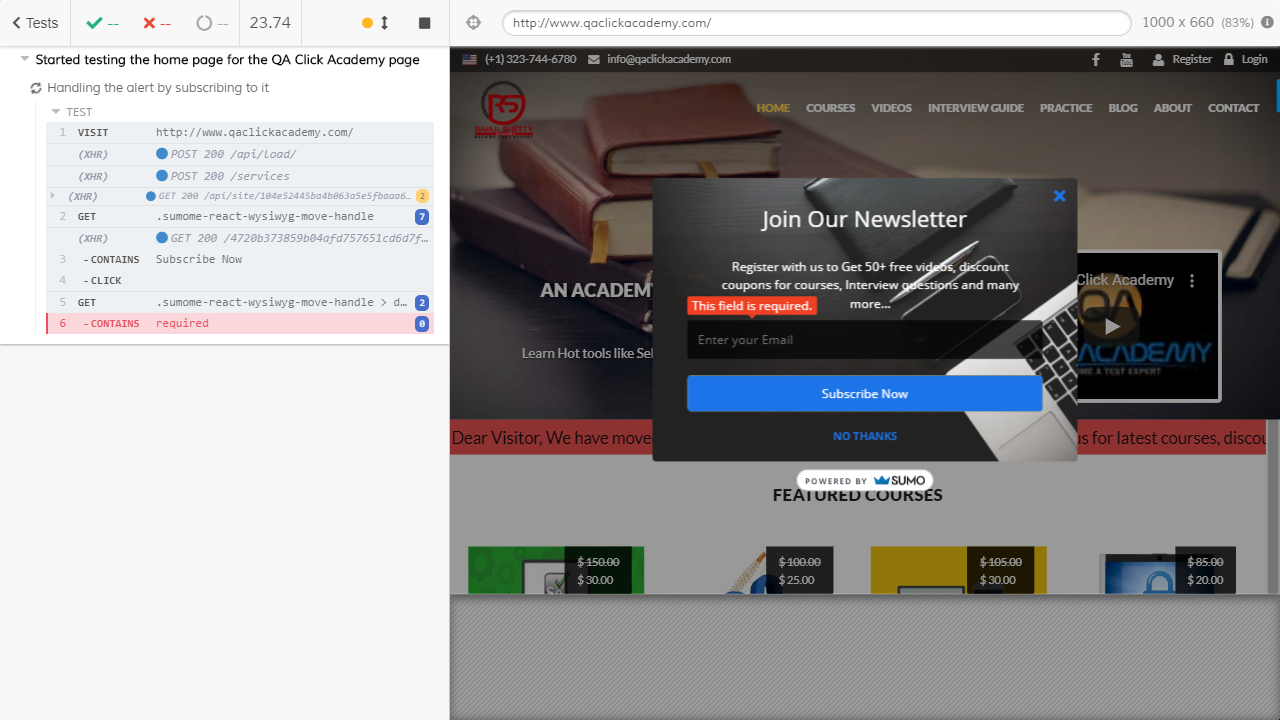 Tests
--
--
--
23.74
http://www.qaclickacademy.com/
1000 x 660 (83%)
Started testing the home page for the QA Click Academy page
Handling the alert by subscribing to it
TEST
1 VISIT http://www.qaclickacademy.com/
(XHR) POST 200 /api/load/
(XHR) POST 200 /services
(XHR) GET 200 /api/site/104e52445ba4b063a5e5fbaaa6... 2
2 GET .sumome-react-wysiwyg-move-handle 7
(XHR) GET 200 /4720b373859b04afd757651cd6d7f...
3 -CONTAINS Subscribe Now
4 -CLICK
5 GET .sumome-react-wysiwyg-move-handle > d... 2
6 -CONTAINS required 0
(+1) 323-744-6780 info@qaclickacademy.com
Register Login
HOME COURSES VIDEOS INTERVIEW GUIDE PRACTICE BLOG ABOUT CONTACT
Join Our Newsletter
Register with us to Get 50+ free videos, discount
coupons for courses, Interview questions and many
more...
This field is required.
Enter your Email
Subscribe Now
NO THANKS
POWERED BY SUMO
AN ACADEMY
Learn Hot tools like Sel
Click Academy
QA
ACADEMY
Dear Visitor, We have move
us for latest courses, discou
FEATURED COURSES
$150.00
$30.00
$100.00
$25.00
$105.00
$30.00
$85.00
$20.00